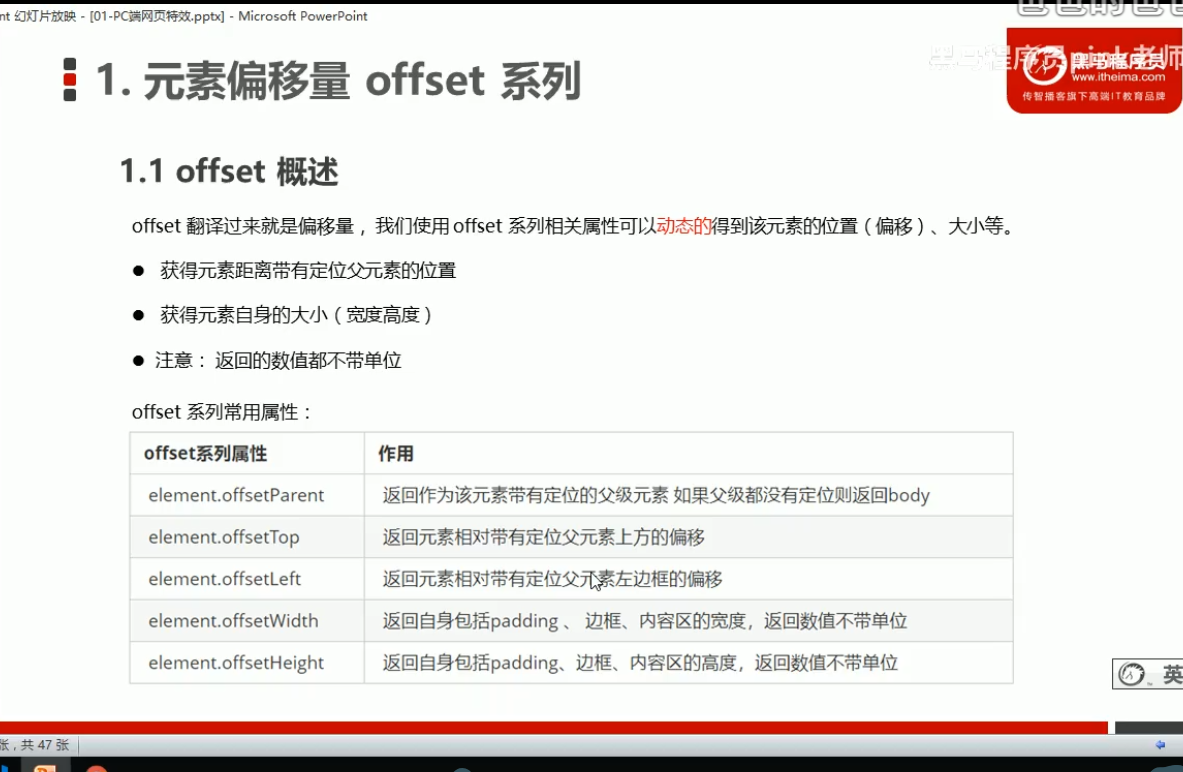 nt 幻灯片放映 - [01-PC端网页特效.pptx] - Microsoft PowerPoint
黑马程序员pink老师
www.itheima.com
传智播客旗下高端IT教育品牌
1. 元素偏移量 offset 系列
1.1 offset 概述
offset 翻译过来就是偏移量，我们使用 offset 系列相关属性可以动态的得到该元素的位置（偏移）、大小等。
● 获得元素距离带有定位父元素的位置
● 获得元素自身的大小（宽度高度）
● 注意： 返回的数值都不带单位
offset 系列常用属性：
offset系列属性 作用
element.offsetParent 返回作为该元素带有定位的父级元素 如果父级都没有定位则返回body
element.offsetTop 返回元素相对带有定位父元素上方的偏移
element.offsetLeft 返回元素相对带有定位父元素左边框的偏移
element.offsetWidth 返回自身包括padding 、 边框、内容区的宽度，返回数值不带单位
element.offsetHeight 返回自身包括padding、边框、内容区的高度，返回数值不带单位
英
张，共 47 张